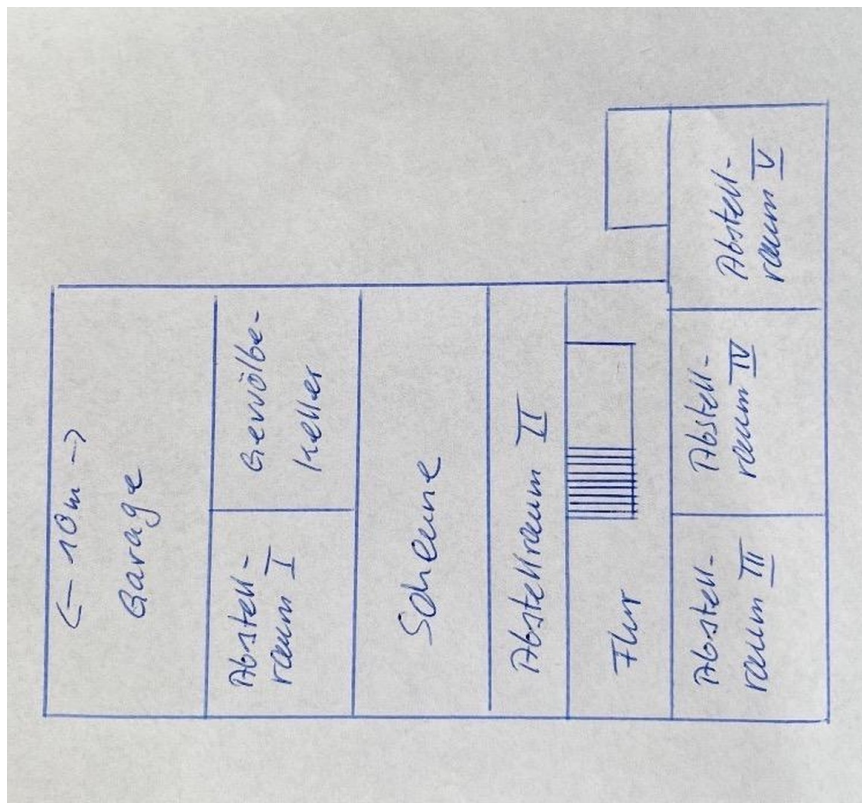 ← 10m →
Garage
Abstell-
raum I
Gewölbe-
keller
Scheune
Abstellraum II
Flur
Abstell-
raum III
Abstell-
raum IV
Abstell-
raum V